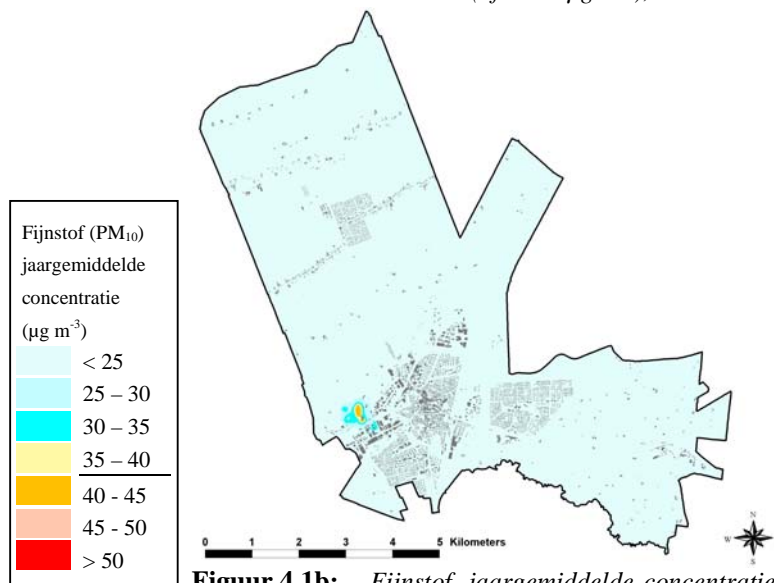 Fijnstof (PM₁₀)
jaargemiddelde
concentratie
(µg m⁻³)
< 25
25 – 30
30 – 35
35 – 40
40 - 45
45 - 50
> 50
0 1 2 3 4 5 Kilometers
N
W E
S
Figuur 4.1b: Fijnstof, jaargemiddelde concentratie